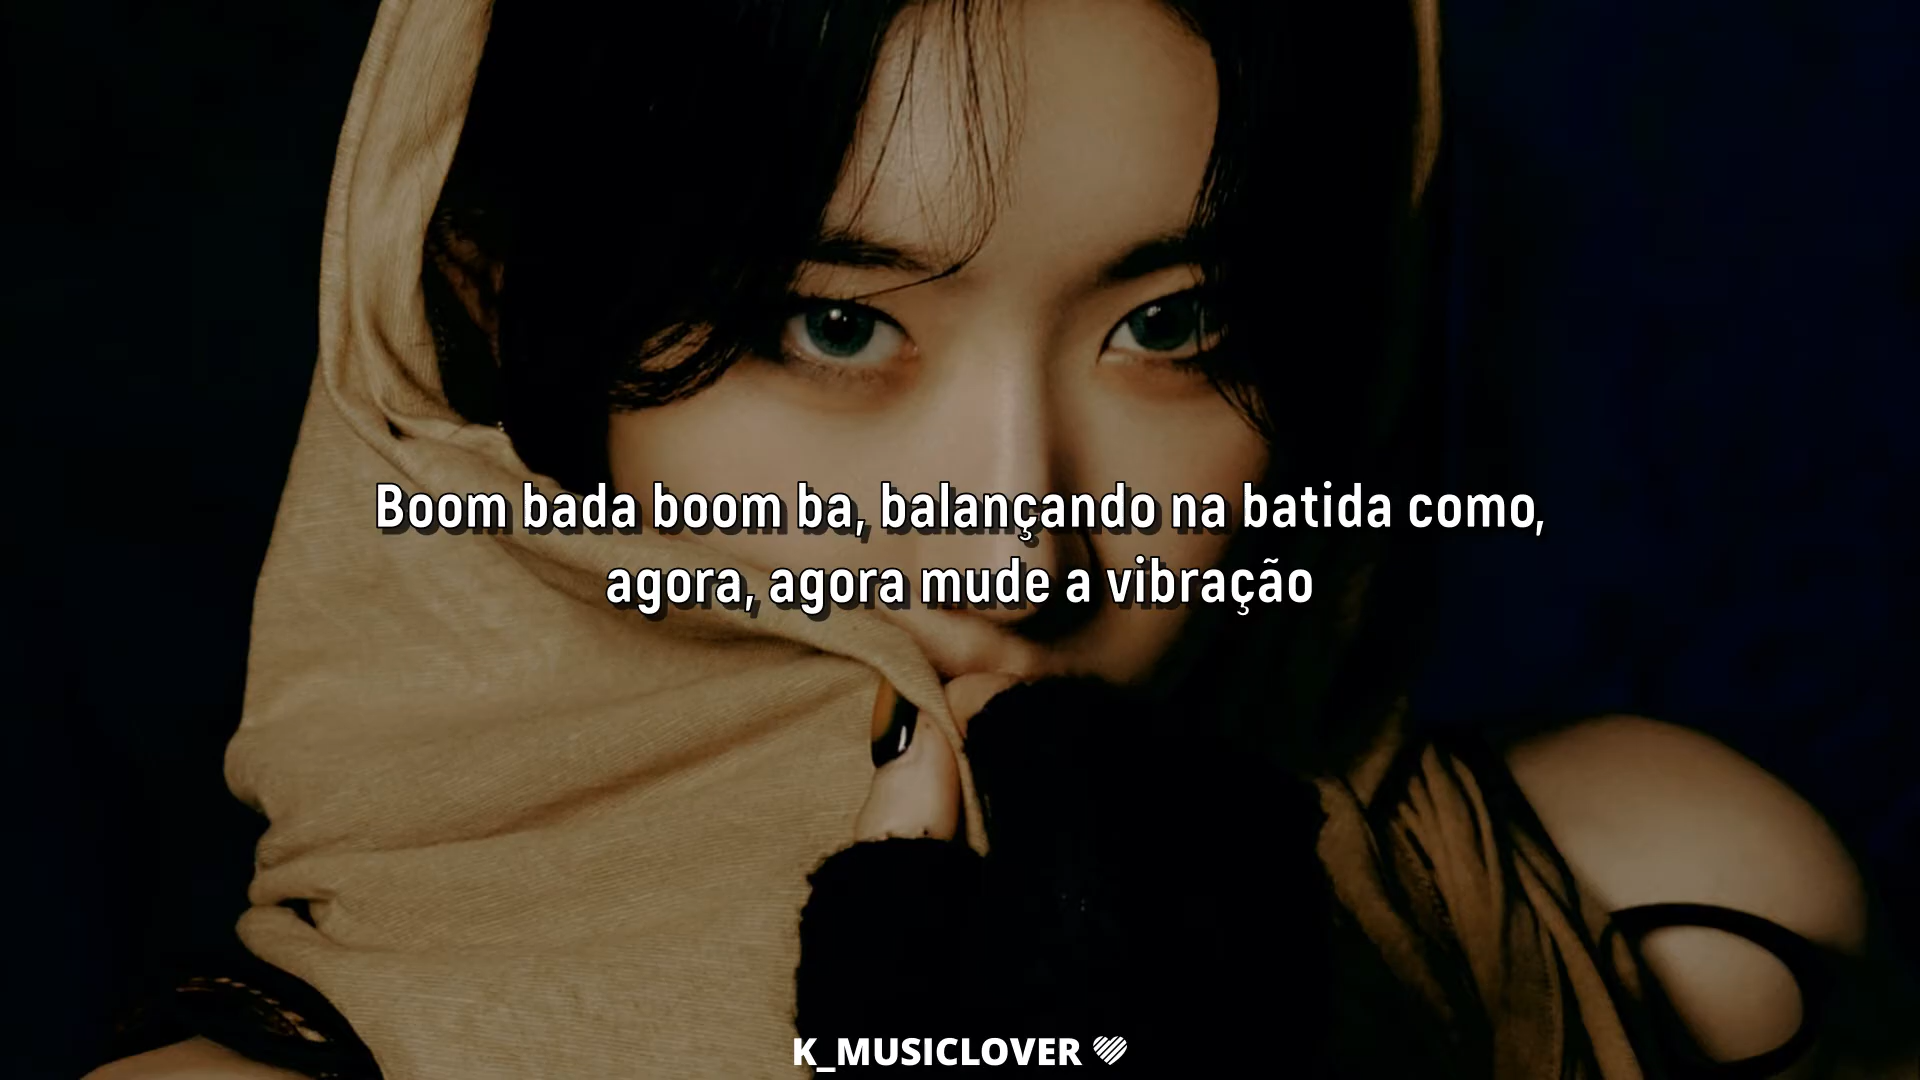 Boom bada boom ba, balançando na batida como,
agora, agora mude a vibração
K_MUSICLOVER